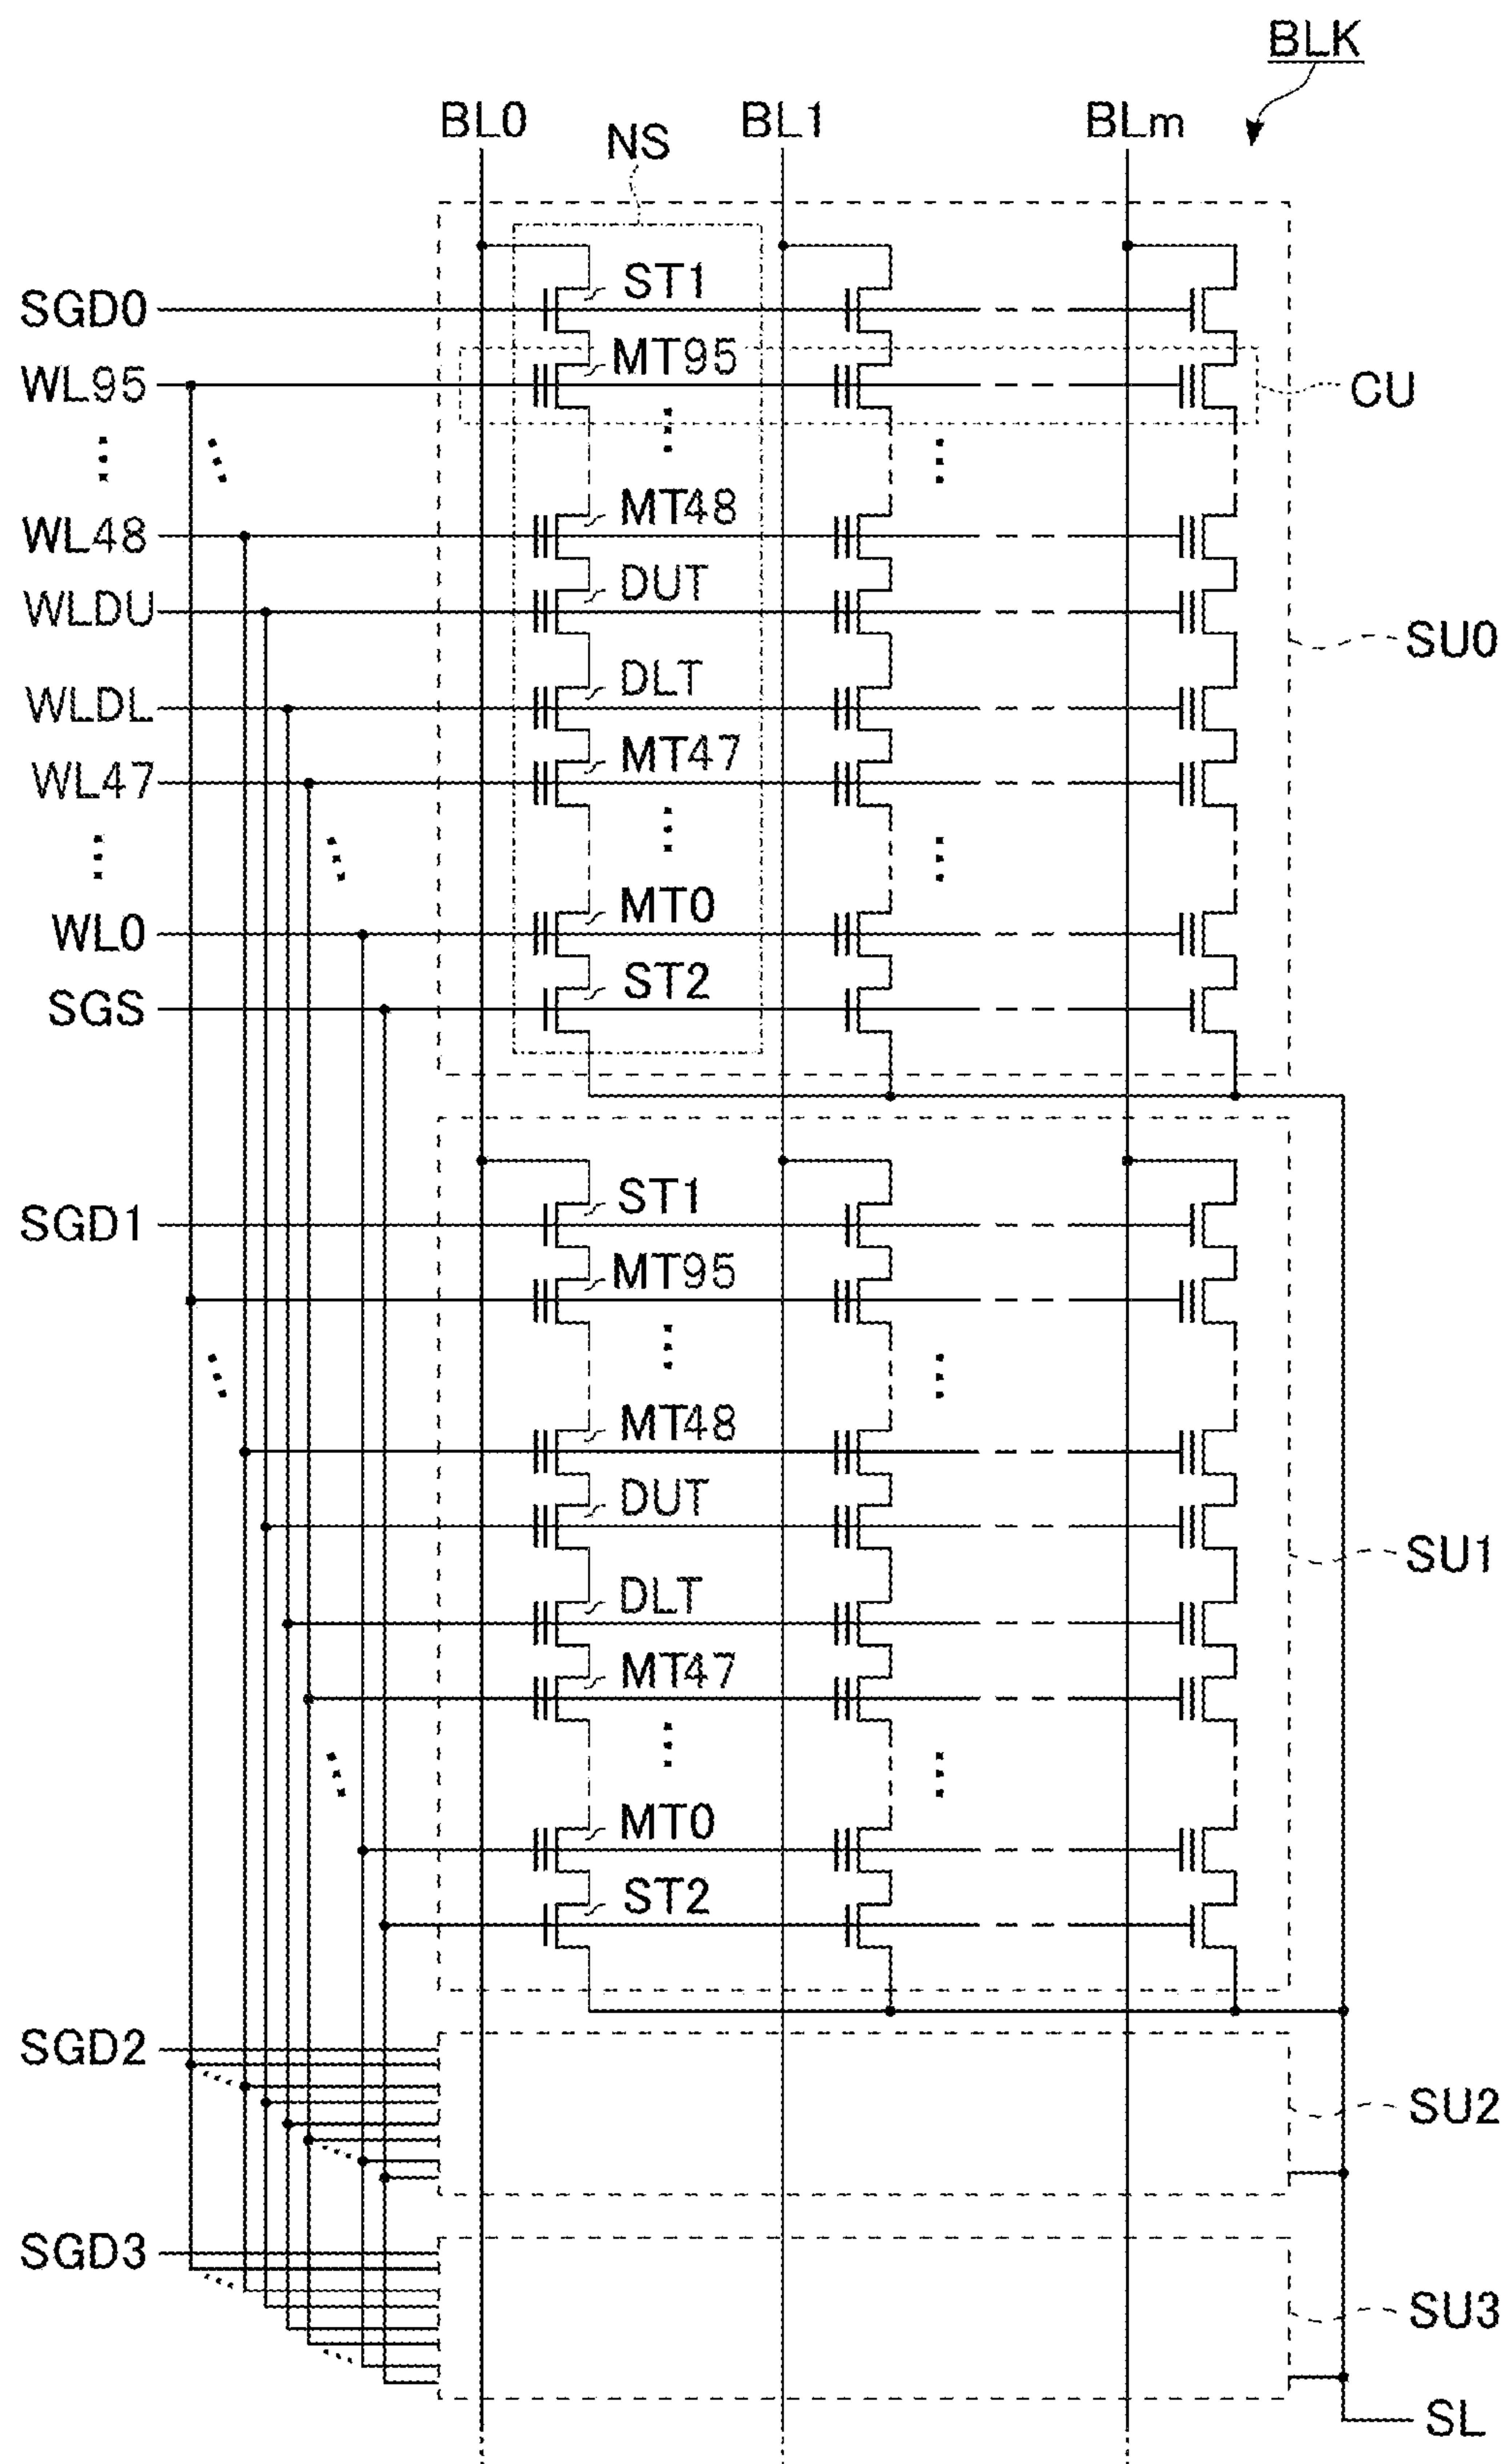 BLK
BL0 NS BL1 BLm
SGD0 ST1
WL95 MT95 CU
WL48 MT48
WLDU DUT SU0
WLDL DLT
WL47 MT47
WL0 MT0
SGS ST2
SGD1 ST1
MT95
MT48
DUT SU1
DLT
MT47
MT0
ST2
SGD2
SU2
SGD3
SU3
SL